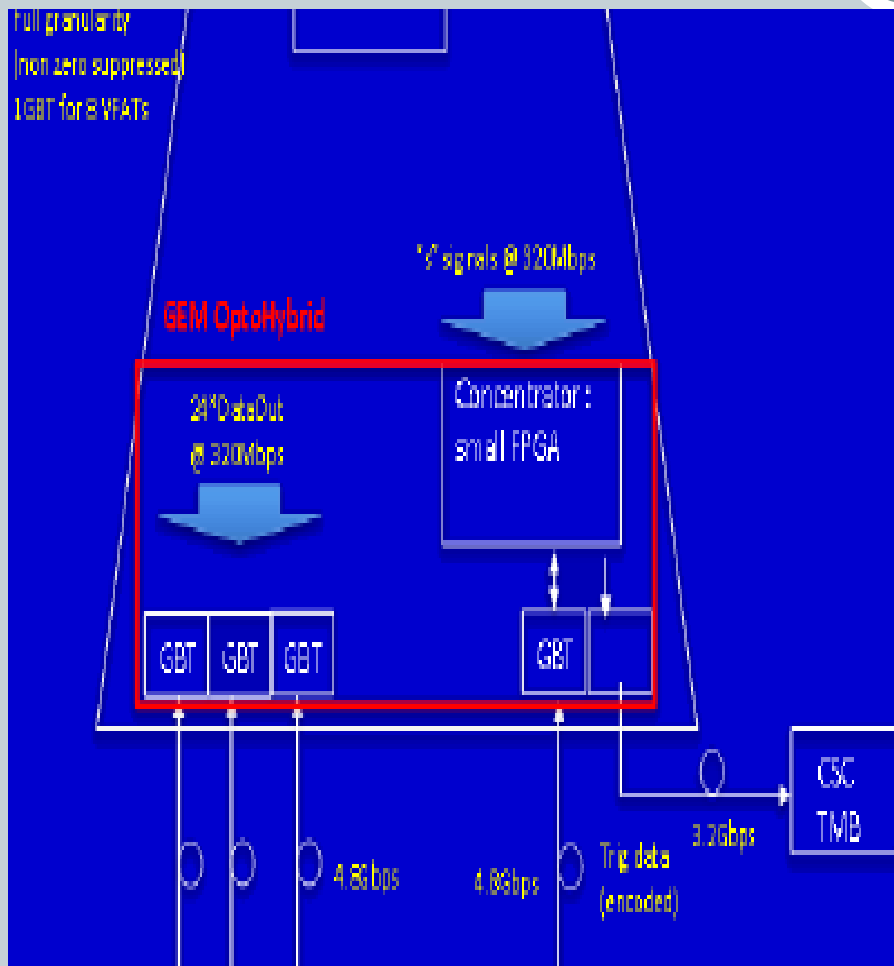 full granularity
(non zero suppressed)
1GBT for 8 VFATs
"s" signals @ 320Mbps
GEM OptoHybrid
24*DataOut
@ 320Mbps
Concentrator :
small FPGA
GBT
GBT
GBT
GBT
CSC
TMB
3.2Gbps
4.8Gbps
4.8Gbps
Trig data
(encoded)